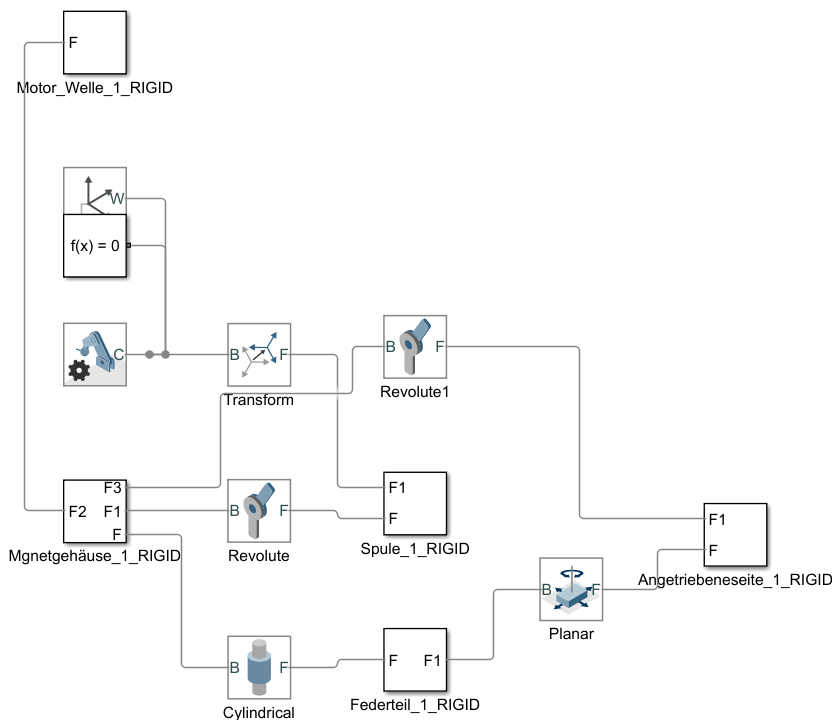 F
Motor_Welle_1_RIGID
W
f(x) = 0
C
B F
Transform
B F
Revolute1
F3
F2 F1
F
Mgnetgehäuse_1_RIGID
B F
Revolute
F1
F
Spule_1_RIGID
F1
F
Angetriebeneseite_1_RIGID
B F
Planar
B F
Cylindrical
F F1
Federteil_1_RIGID